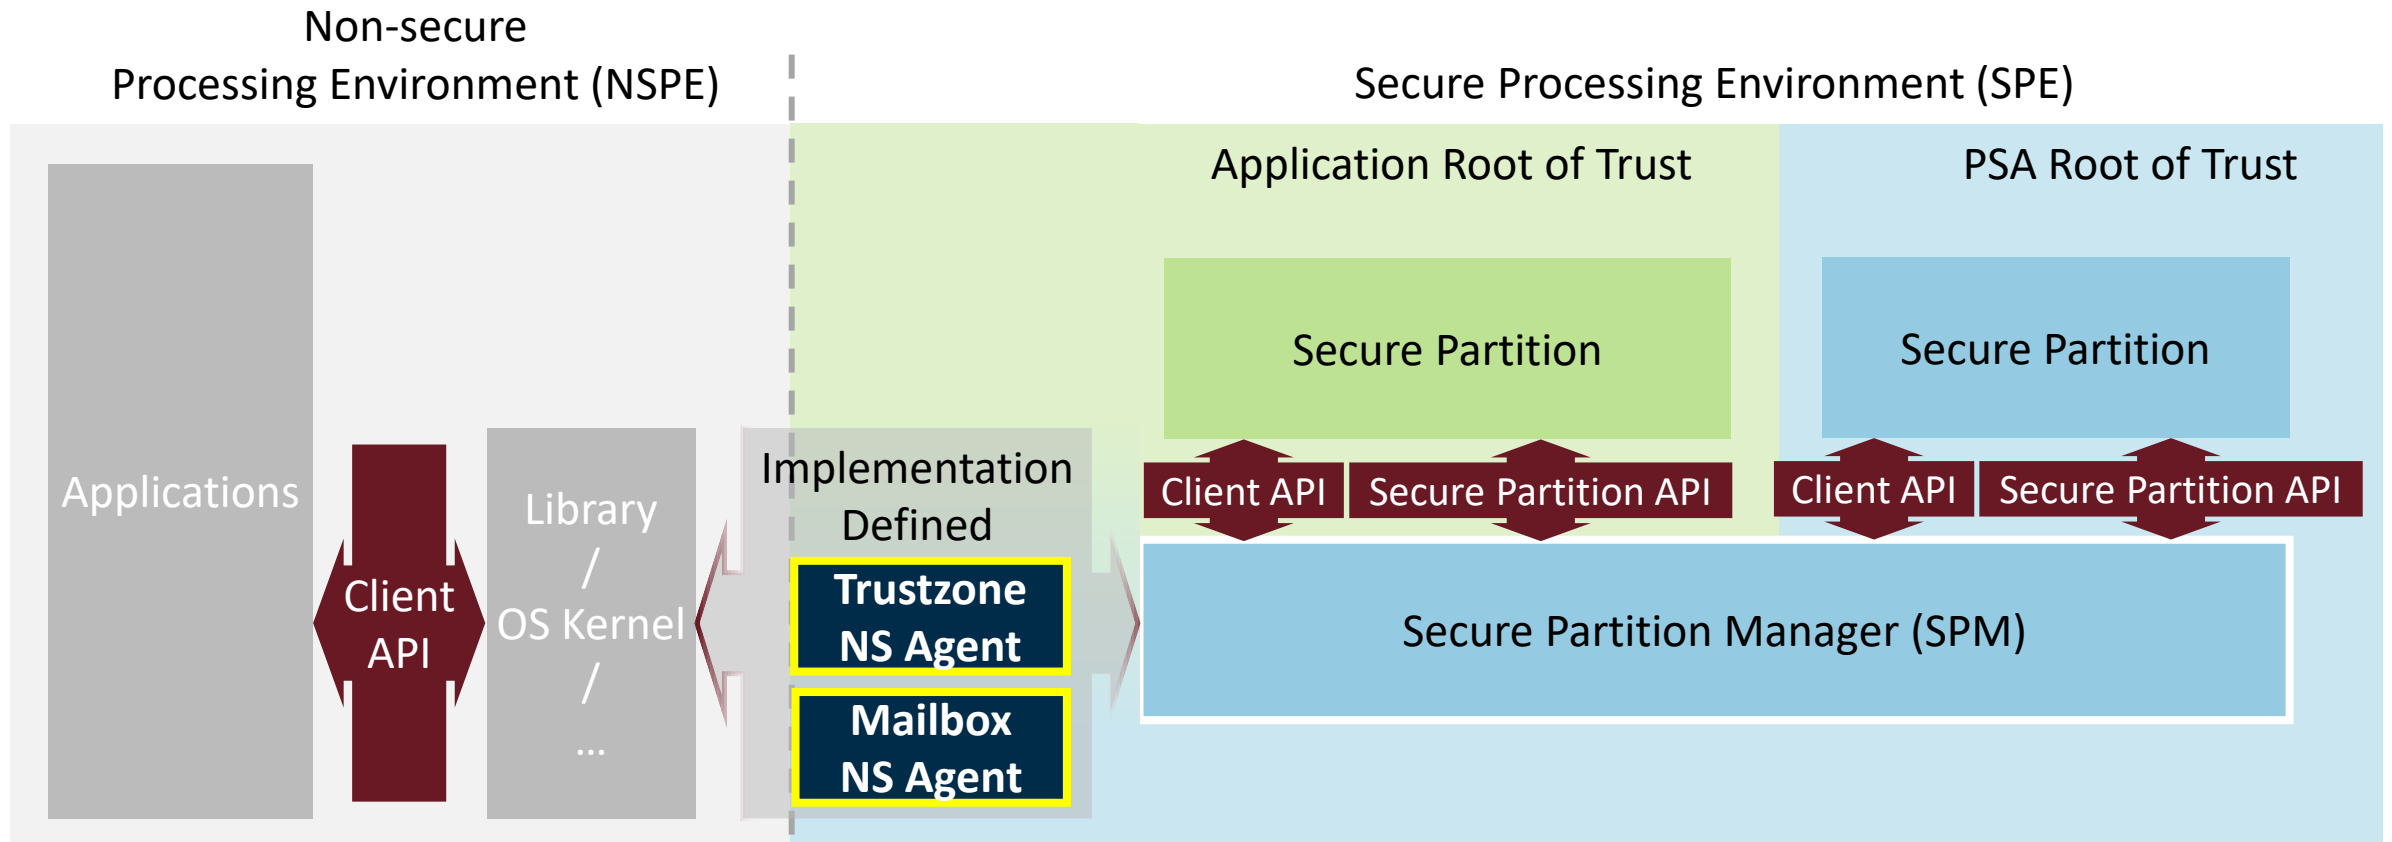 Non-secure
Processing Environment (NSPE)
Secure Processing Environment (SPE)
Application Root of Trust
PSA Root of Trust
Secure Partition
Secure Partition
Applications
Client
API
Library
/
OS Kernel
/
...
Implementation
Defined
Trustzone
NS Agent
Mailbox
NS Agent
Client API
Secure Partition API
Client API
Secure Partition API
Secure Partition Manager (SPM)